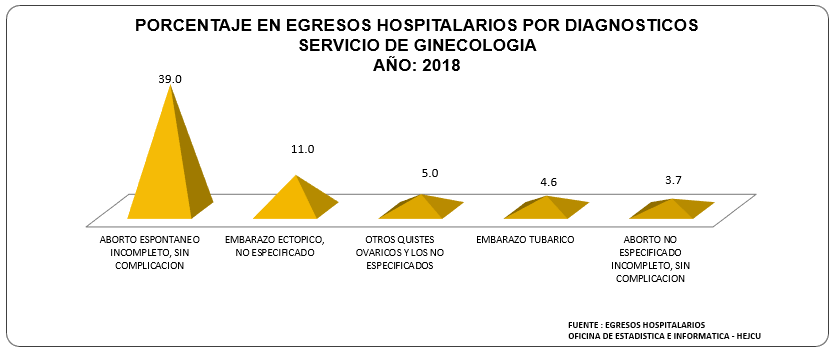 PORCENTAJE EN EGRESOS HOSPITALARIOS POR DIAGNOSTICOS
SERVICIO DE GINECOLOGIA
AÑO: 2018
39.0
11.0
5.0
4.6
3.7
ABORTO ESPONTANEO
INCOMPLETO, SIN
COMPLICACION
EMBARAZO ECTOPICO,
NO ESPECIFICADO
OTROS QUISTES
OVARICOS Y LOS NO
ESPECIFICADOS
EMBARAZO TUBARICO
ABORTO NO
ESPECIFICADO
INCOMPLETO, SIN
COMPLICACION
FUENTE : EGRESOS HOSPITALARIOS
OFICINA DE ESTADISTICA E INFORMATICA - HEJCU